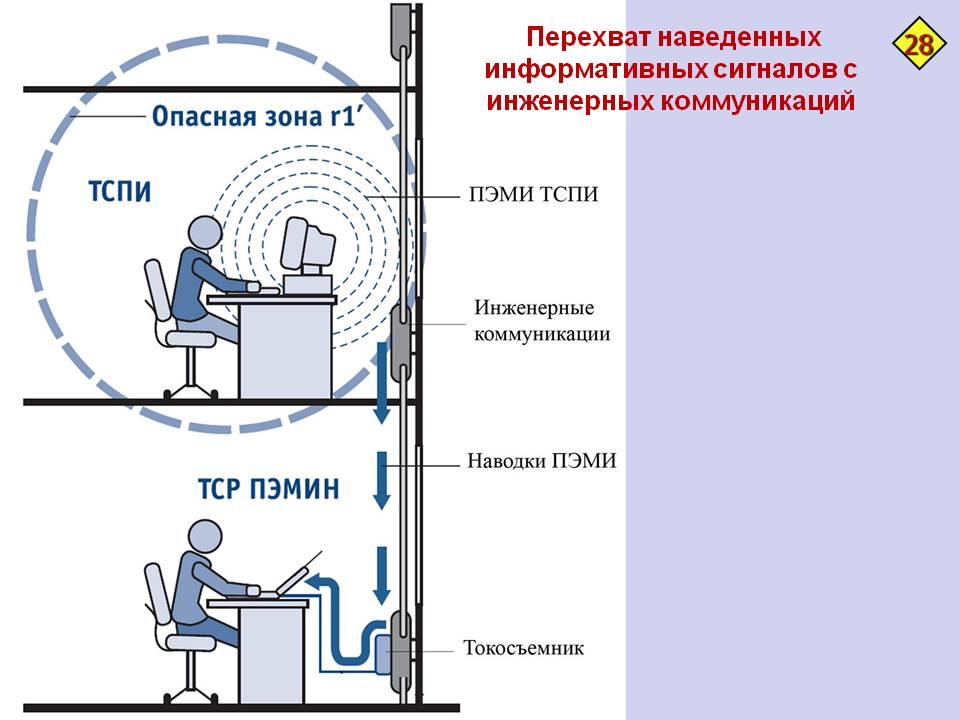 Перехват наведенных
информативных сигналов с
инженерных коммуникаций
28
Опасная зона r1′
ТСПИ
ПЭМИ ТСПИ
Инженерные
коммуникации
Наводки ПЭМИ
ТСР ПЭМИН
Токосъемник